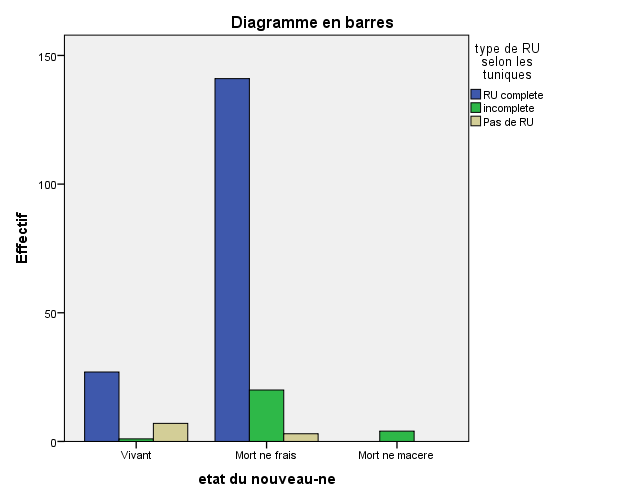 Diagramme en barres
type de RU
selon les
tuniques
RU complete
incomplete
Pas de RU
Effectif
150
100
50
0
Vivant
Mort ne frais
Mort ne macere
etat du nouveau-ne